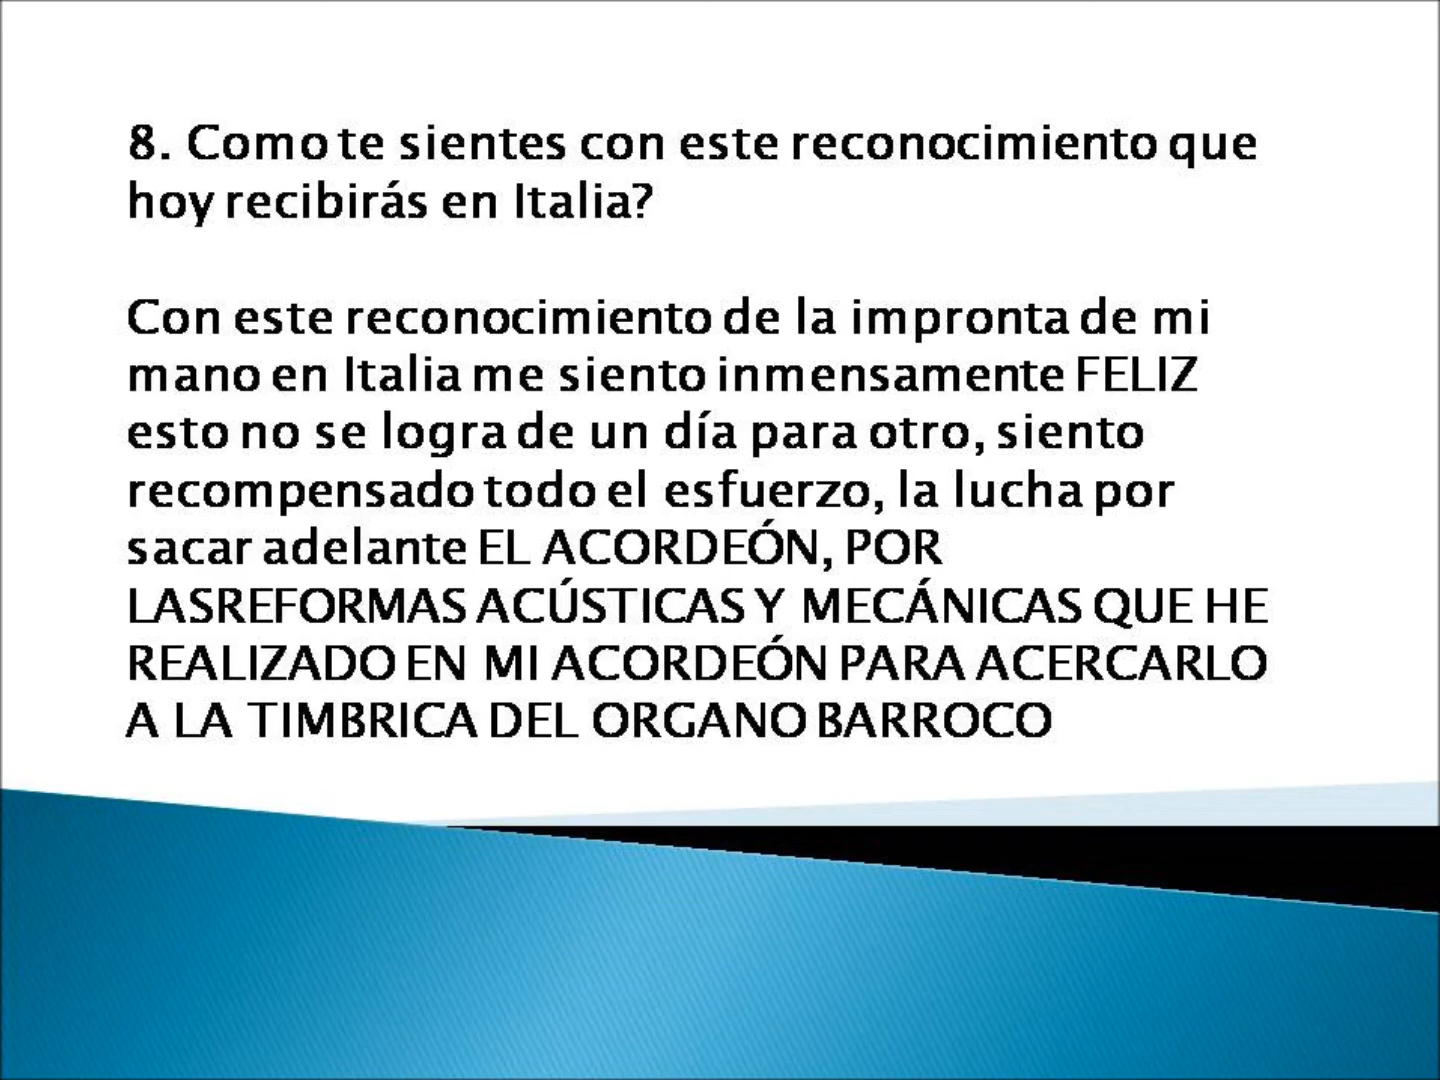 8. Como te sientes con este reconocimiento que
hoy recibirás en Italia?
Con este reconocimiento de la impronta de mi
mano en Italia me siento inmensamente FELIZ
esto no se logra de un día para otro, siento
recompensado todo el esfuerzo, la lucha por
sacar adelante EL ACORDEÓN, POR
LASREFORMAS ACÚSTICAS Y MECÁNICAS QUE HE
REALIZADO EN MI ACORDEÓN PARA ACERCARLO
A LA TIMBRICA DEL ORGANO BARROCO